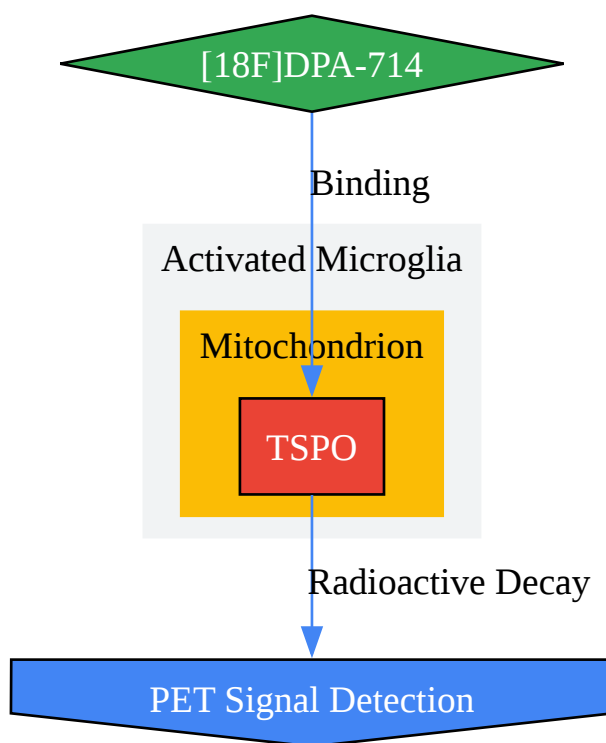 [18F]DPA-714
Binding
Activated Microglia
Mitochondrion
TSPO
Radioactive Decay
PET Signal Detection